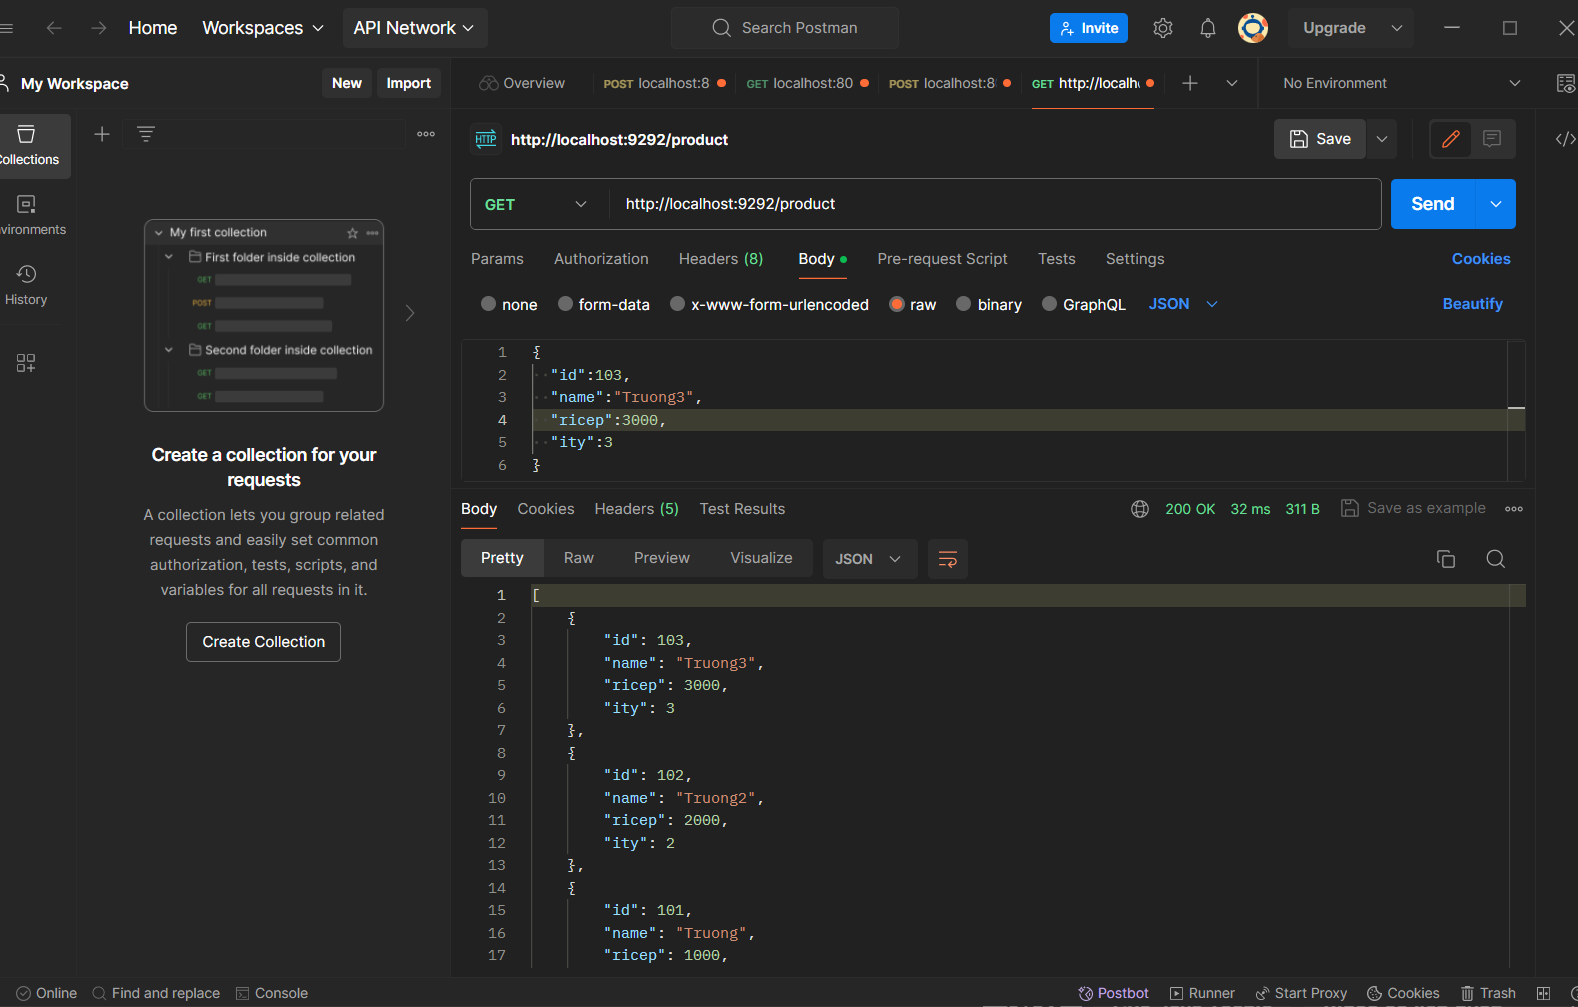 Home Workspaces API Network Search Postman Invite Upgrade
My Workspace New Import Overview POST localhost:8 GET localhost:80 POST localhost:8 GET http://localh No Environment
Collections
vironments
History
My first collection
First folder inside collection
GET
POST
GET
Second folder inside collection
GET
GET
Create a collection for your
requests
A collection lets you group related
requests and easily set common
authorization, tests, scripts, and
variables for all requests in it.
Create Collection
HTTP http://localhost:9292/product Save </>
GET http://localhost:9292/product Send
Params Authorization Headers (8) Body Pre-request Script Tests Settings Cookies
none form-data x-www-form-urlencoded raw binary GraphQL JSON Beautify
1 {
2 "id":103,
3 "name":"Truong3",
4 "ricep":3000,
5 "ity":3
6 }
Body Cookies Headers (5) Test Results 200 OK 32 ms 311 B Save as example
Pretty Raw Preview Visualize JSON
1 [
2 {
3 "id": 103,
4 "name": "Truong3",
5 "ricep": 3000,
6 "ity": 3
7 },
8 {
9 "id": 102,
10 "name": "Truong2",
11 "ricep": 2000,
12 "ity": 2
13 },
14 {
15 "id": 101,
16 "name": "Truong",
17 "ricep": 1000,
Online Find and replace Console Postbot Runner Start Proxy Cookies Trash